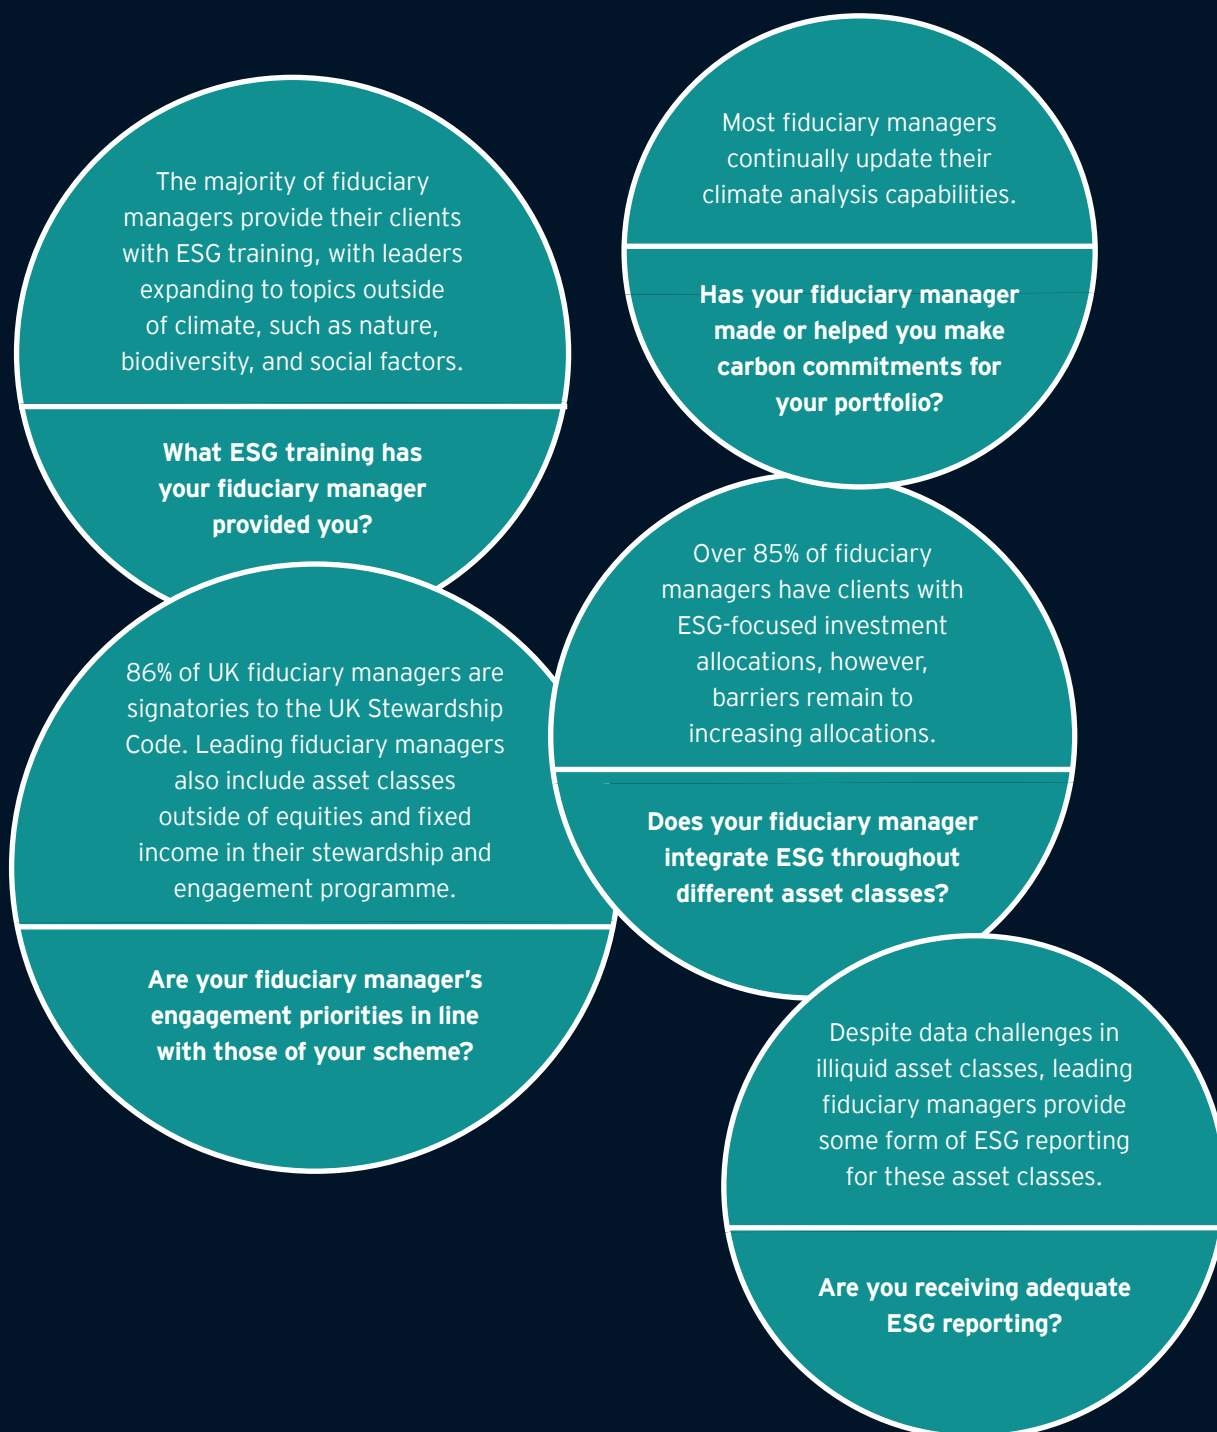 The majority of fiduciary
managers provide their clients
with ESG training, with leaders
expanding to topics outside
of climate, such as nature,
biodiversity, and social factors.
What ESG training has
your fiduciary manager
provided you?
Most fiduciary managers
continually update their
climate analysis capabilities.
Has your fiduciary manager
made or helped you make
carbon commitments for
your portfolio?
86% of UK fiduciary managers are
signatories to the UK Stewardship
Code. Leading fiduciary managers
also include asset classes
outside of equities and fixed
income in their stewardship and
engagement programme.
Are your fiduciary manager's
engagement priorities in line
with those of your scheme?
Over 85% of fiduciary
managers have clients with
ESG-focused investment
allocations, however,
barriers remain to
increasing allocations.
Does your fiduciary manager
integrate ESG throughout
different asset classes?
Despite data challenges in
illiquid asset classes, leading
fiduciary managers provide
some form of ESG reporting
for these asset classes.
Are you receiving adequate
ESG reporting?